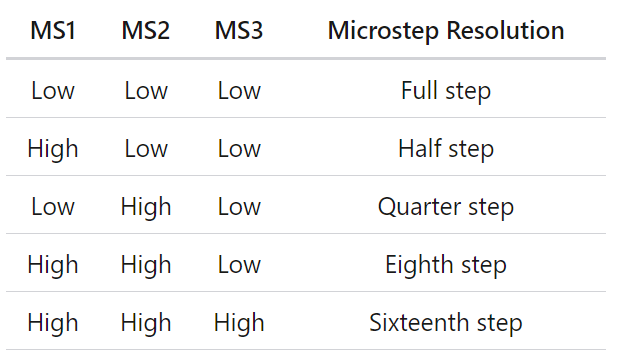 MS1 MS2 MS3 Microstep Resolution
Low Low Low Full step
High Low Low Half step
Low High Low Quarter step
High High Low Eighth step
High High High Sixteenth step